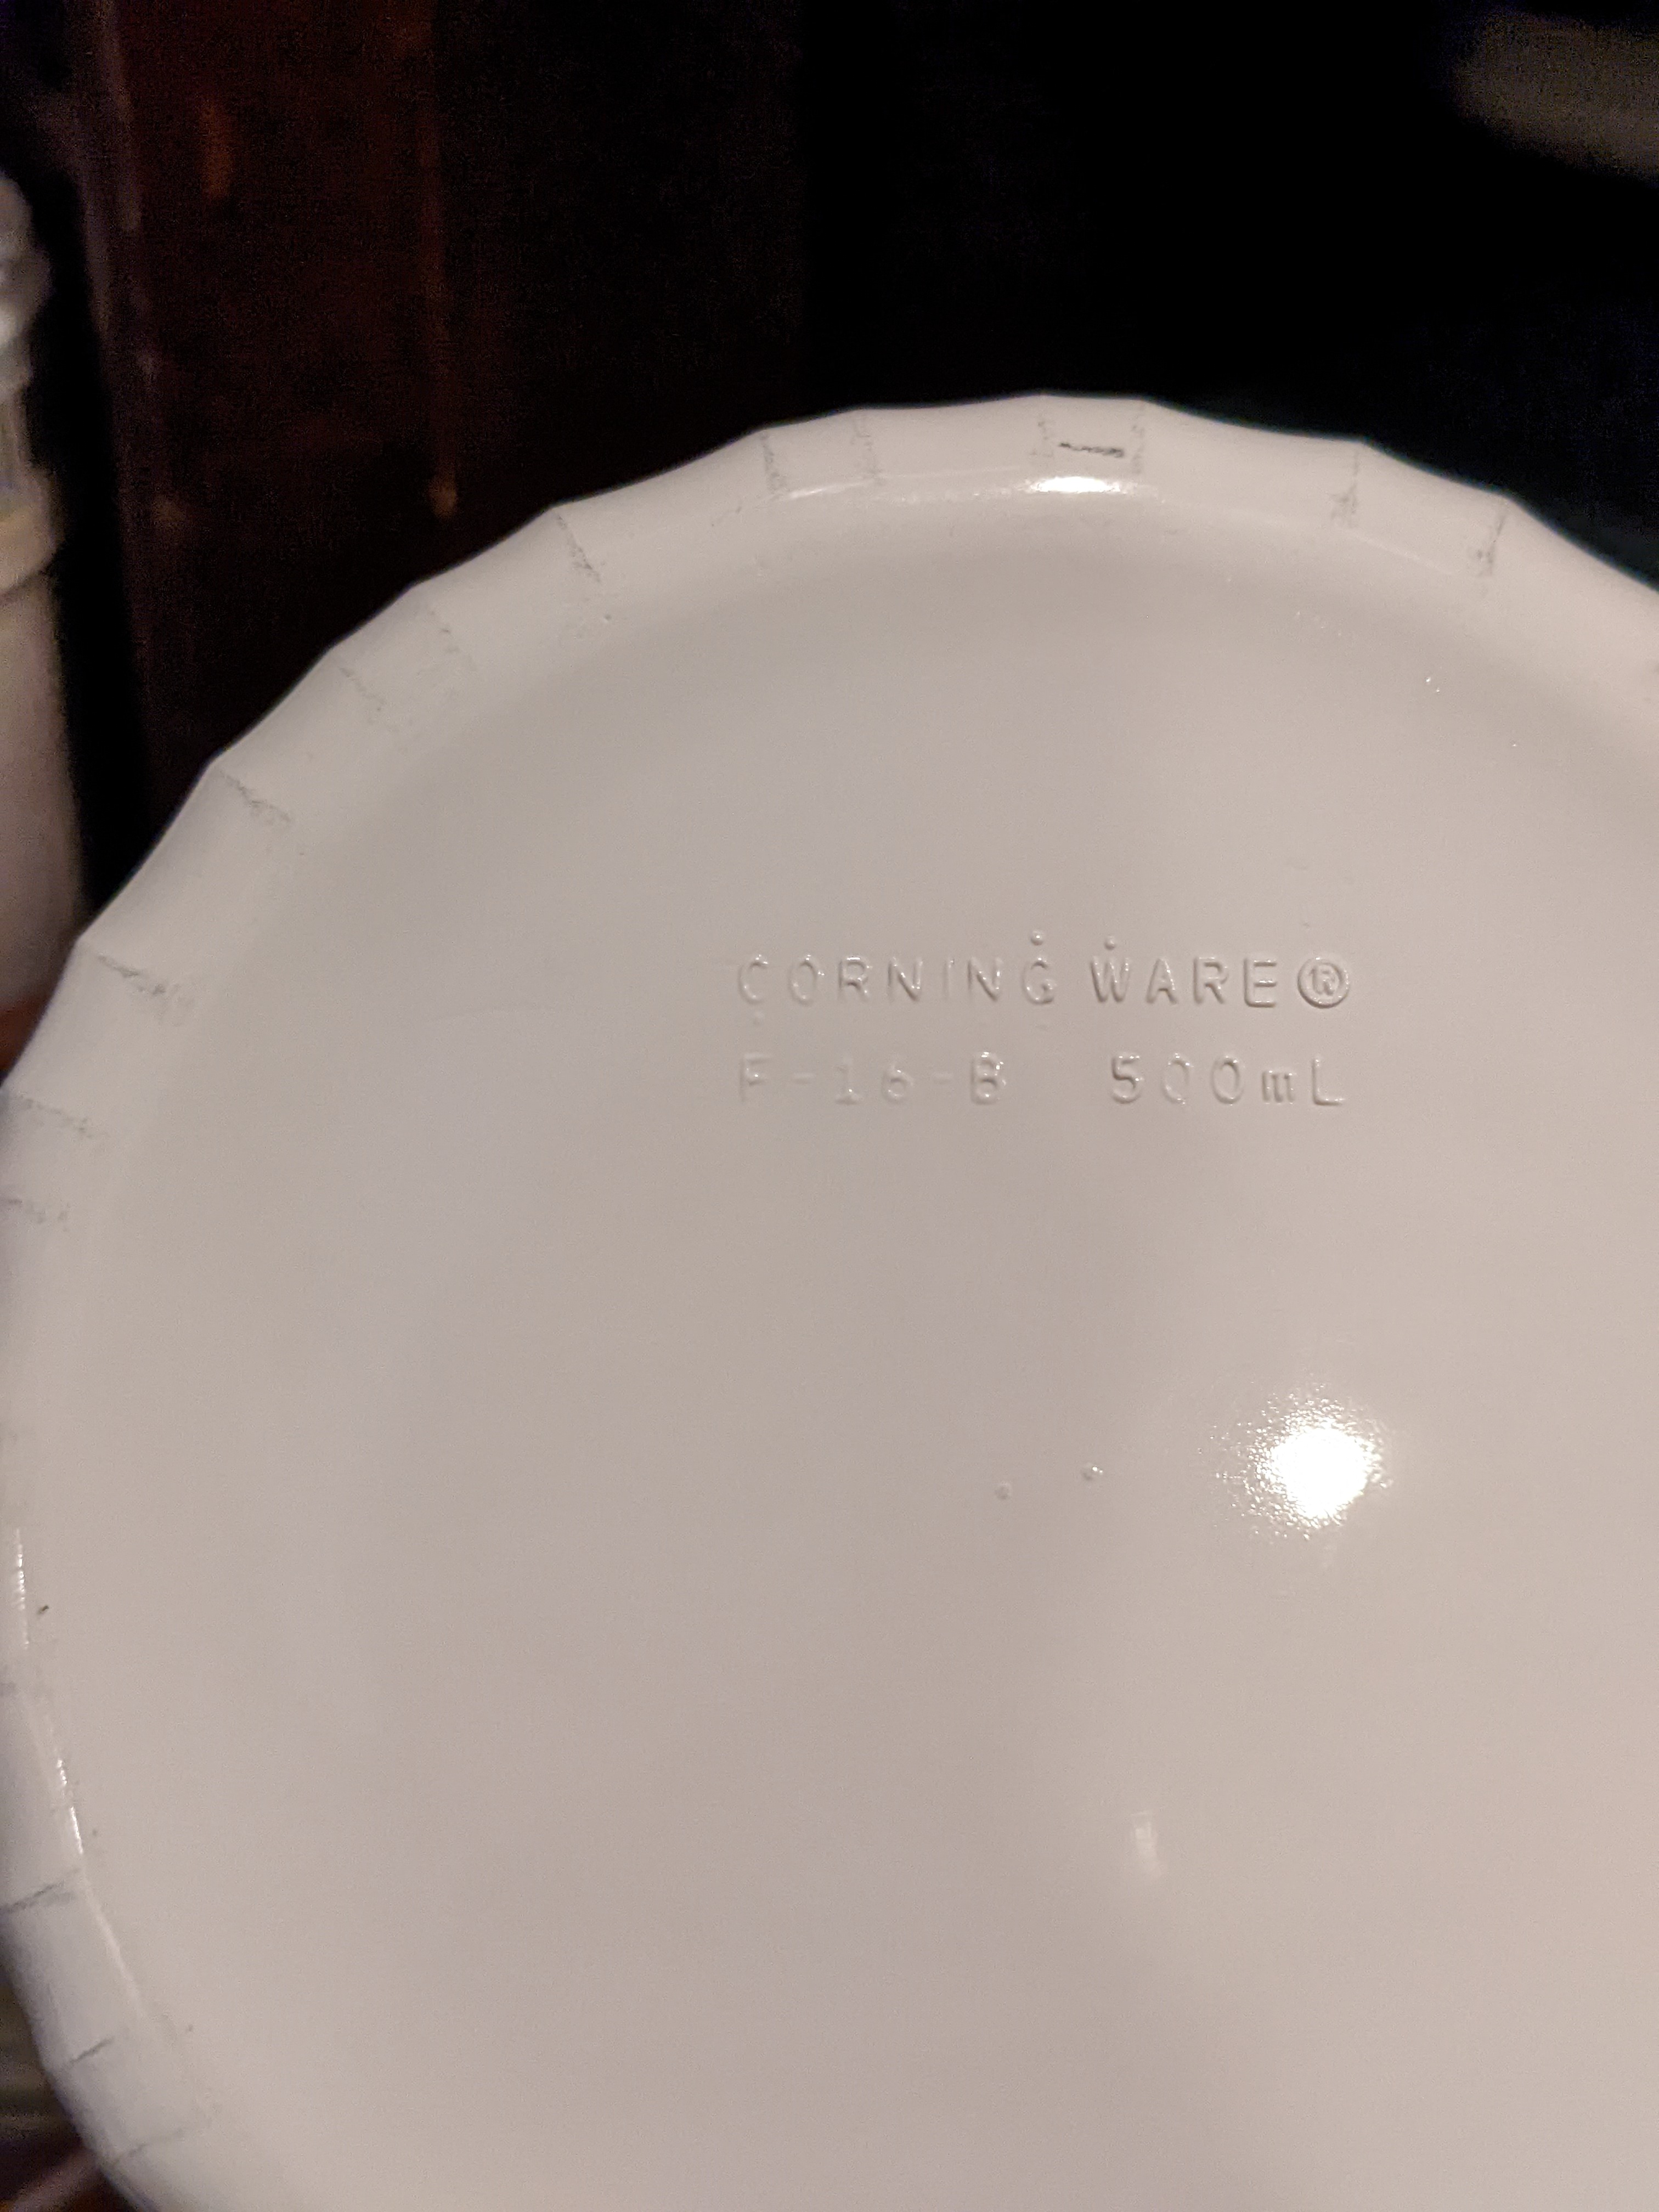 CORNING WARE®
F-16-B 500mL